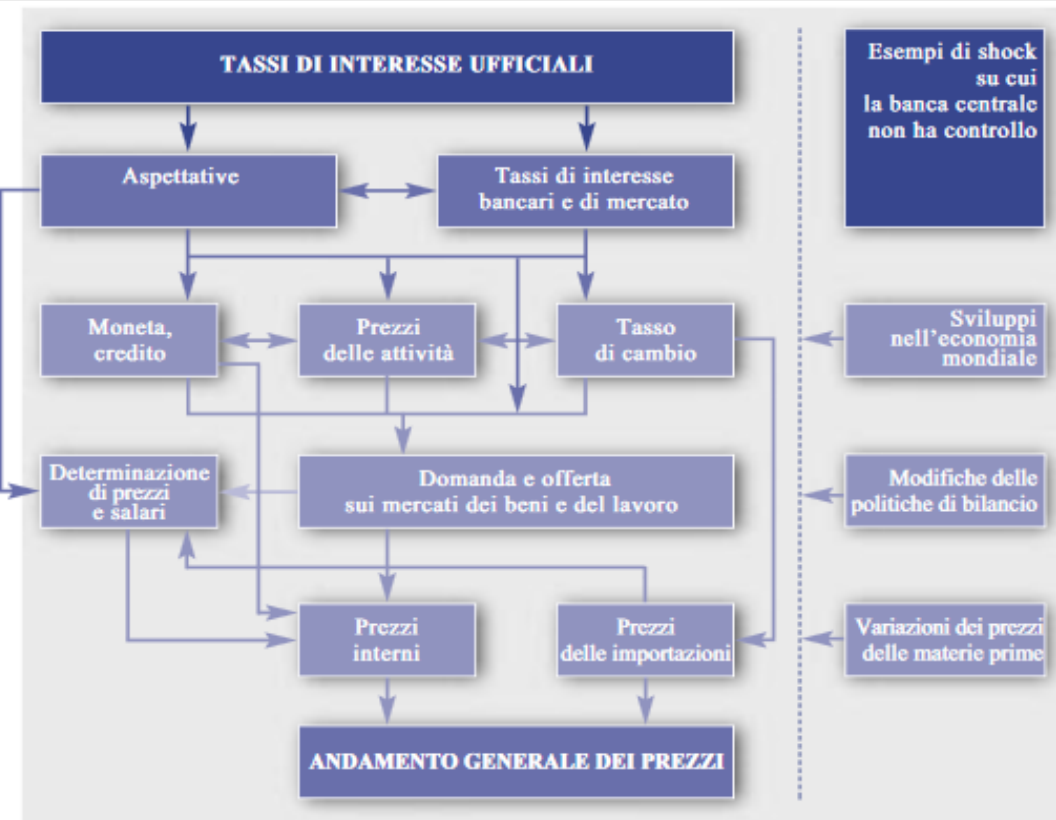 TASSI DI INTERESSE UFFICIALI
Esempi di shock
su cui
la banca centrale
non ha controllo
Aspettative
Tassi di interesse
bancari e di mercato
Moneta,
credito
Prezzi
delle attività
Tasso
di cambio
Sviluppi
nell'economia
mondiale
Determinazione
di prezzi
e salari
Domanda e offerta
sui mercati dei beni e del lavoro
Modifiche delle
politiche di bilancio
Prezzi
interni
Prezzi
delle importazioni
Variazioni dei prezzi
delle materie prime
ANDAMENTO GENERALE DEI PREZZI